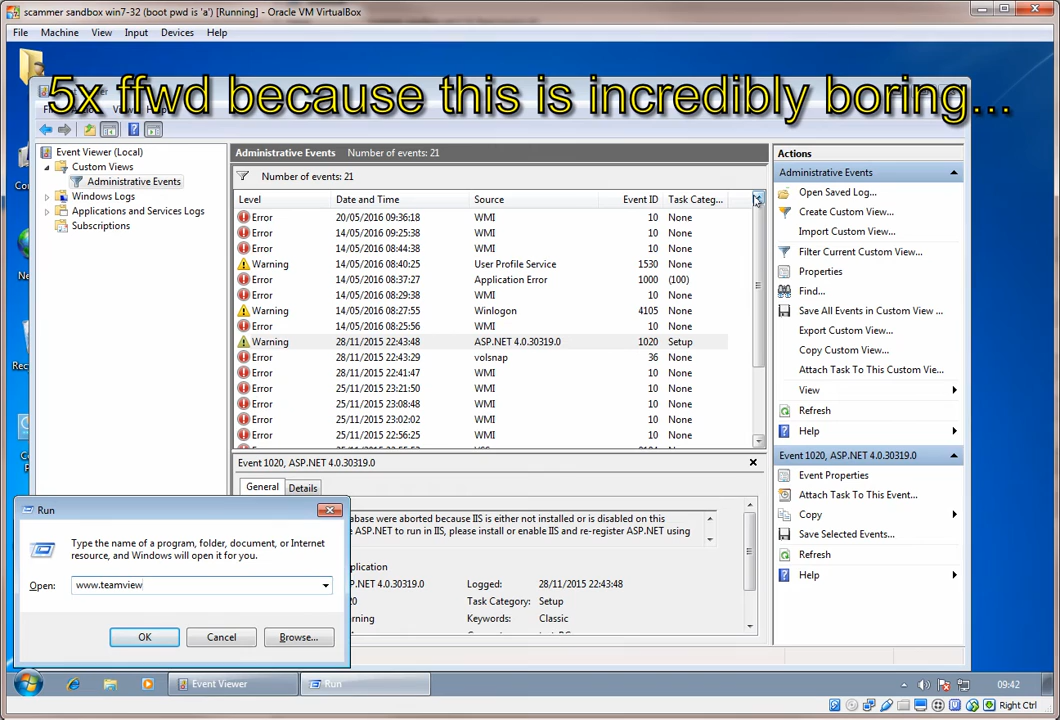 scammer sandbox win7-32 (boot pwd is 'a') [Running] - Oracle VM VirtualBox
File Machine View Input Devices Help
5x ffwd because this is incredibly boring...
Event Viewer (Local)
Custom Views
Administrative Events
Windows Logs
Applications and Services Logs
Subscriptions
Administrative Events Number of events: 21
Number of events: 21
Level Date and Time Source Event ID Task Categ...
Error 20/05/2016 09:36:18 WMI 10 None
Error 14/05/2016 09:25:38 WMI 10 None
Error 14/05/2016 08:44:38 WMI 10 None
Warning 14/05/2016 08:40:25 User Profile Service 1530 None
Error 14/05/2016 08:37:27 Application Error 1000 (100)
Error 14/05/2016 08:29:38 WMI 10 None
Warning 14/05/2016 08:27:55 Winlogon 4105 None
Error 14/05/2016 08:25:56 WMI 10 None
Warning 28/11/2015 22:43:48 ASP.NET 4.0.30319.0 1020 Setup
Error 28/11/2015 22:43:29 volsnap 36 None
Error 28/11/2015 22:41:47 WMI 10 None
Error 25/11/2015 23:21:50 WMI 10 None
Error 25/11/2015 23:08:48 WMI 10 None
Error 25/11/2015 23:02:02 WMI 10 None
Error 25/11/2015 22:56:25 WMI 10 None
Event 1020, ASP.NET 4.0.30319.0
General Details
database were aborted because IIS is either not installed or is disabled on this
ASP.NET to run in IIS, please install or enable IIS and re-register ASP.NET using
plication
P.NET 4.0.30319.0 Logged: 28/11/2015 22:43:48
20 Task Category: Setup
rning Keywords: Classic
Actions
Administrative Events
Open Saved Log...
Create Custom View...
Import Custom View...
Filter Current Custom View...
Properties
Find...
Save All Events in Custom View ...
Export Custom View...
Copy Custom View...
Attach Task To This Custom Vie...
View
Refresh
Help
Event 1020, ASP.NET 4.0.30319.0
Event Properties
Attach Task To This Event...
Copy
Save Selected Events...
Refresh
Help
Run
Type the name of a program, folder, document, or Internet
resource, and Windows will open it for you.
Open: www.teamview
OK Cancel Browse...
Event Viewer Run 09:42
Right Ctrl